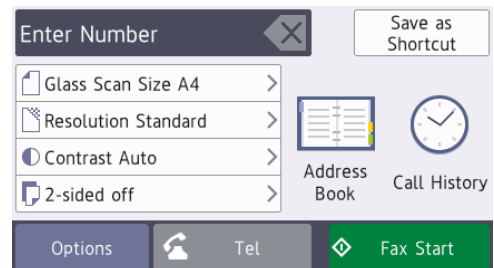 Enter Number
Save as
Shortcut
Glass Scan Size A4
Resolution Standard
Contrast Auto
2-sided off
Address
Book
Call History
Options
Tel
Fax Start